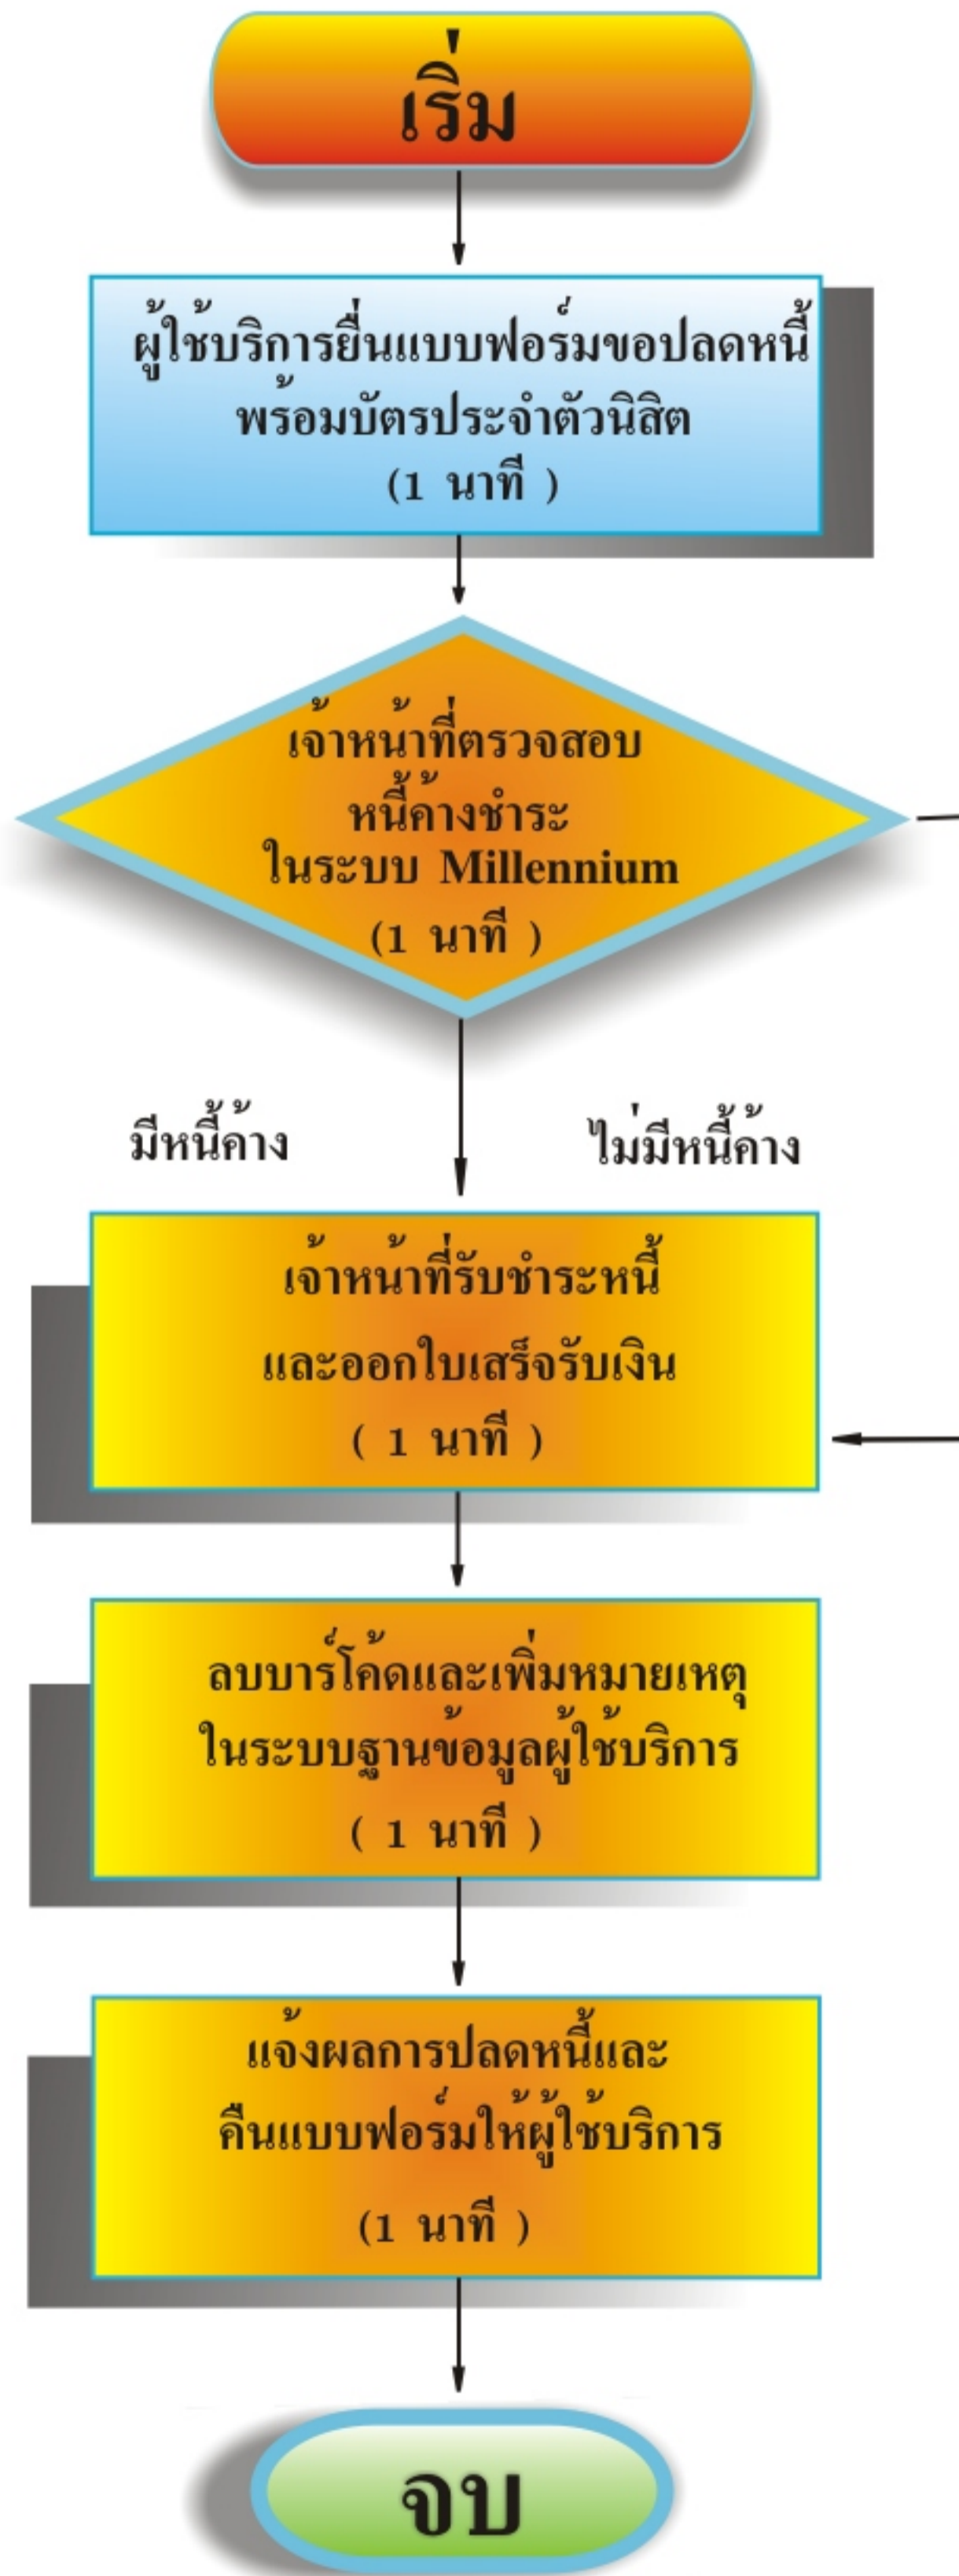 เริ่ม
ผู้ใช้บริการยื่นแบบฟอร์มขอปลดหนี้
พร้อมบัตรประจำตัวนิสิต
(1 นาที )
เจ้าหน้าที่ตรวจสอบ
หนี้ค้างชำระ
ในระบบ Millennium
(1 นาที )
มีหนี้ค้าง
ไม่มีหนี้ค้าง
เจ้าหน้าที่รับชำระหนี้
และออกใบเสร็จรับเงิน
( 1 นาที )
ลบบาร์โค้ดและเพิ่มหมายเหตุ
ในระบบฐานข้อมูลผู้ใช้บริการ
( 1 นาที )
แจ้งผลการปลดหนี้และ
คืนแบบฟอร์มให้ผู้ใช้บริการ
(1 นาที )
จบ